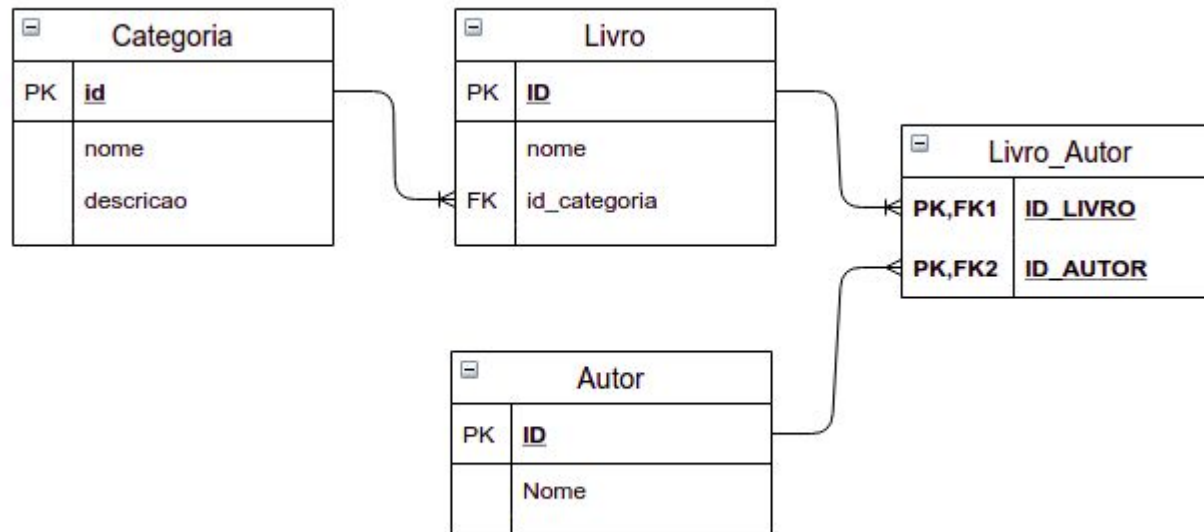 Categoria
PK id
nome
descricao
Livro
PK ID
nome
FK id_categoria
Livro_Autor
PK,FK1 ID_LIVRO
PK,FK2 ID_AUTOR
Autor
PK ID
Nome